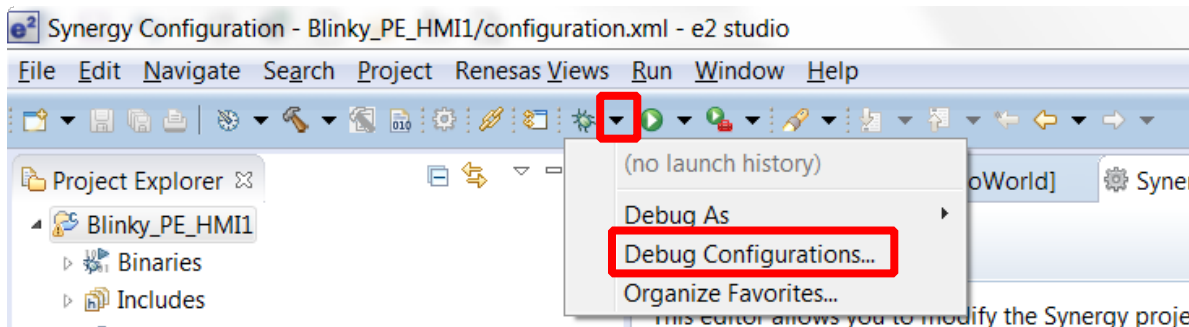 e² Synergy Configuration - Blinky_PE_HMI1/configuration.xml - e2 studio
File Edit Navigate Search Project Renesas Views Run Window Help
010
Project Explorer
(no launch history)
oWorld]
Syner
Blinky_PE_HMI1
Debug As
Binaries
Debug Configurations...
Includes
Organize Favorites...
This editor allows you to modify the Synergy proje